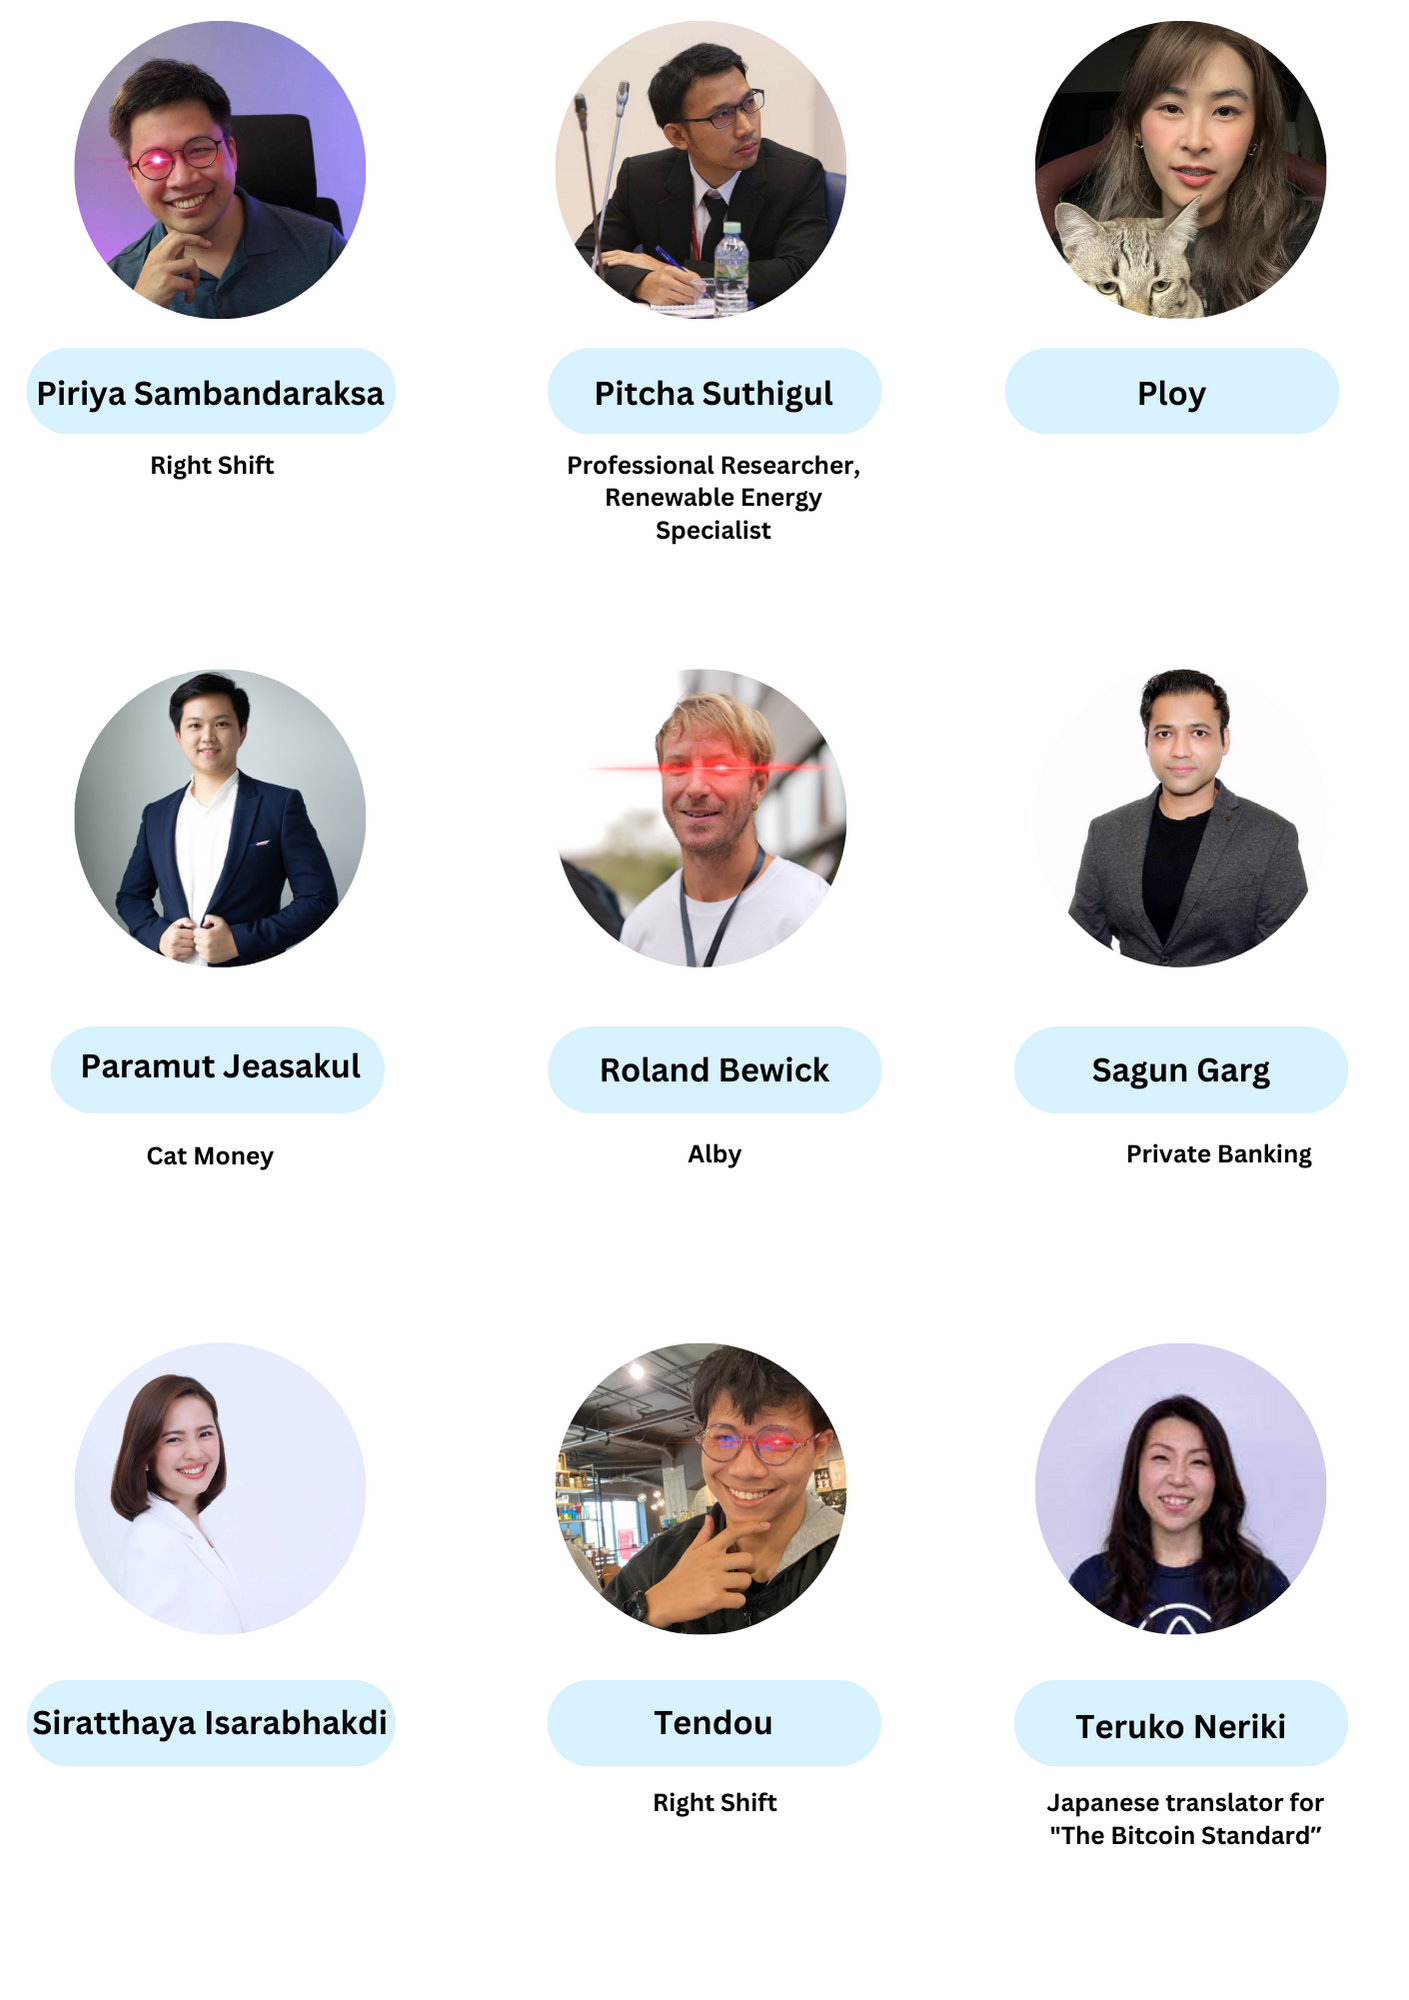 Piriya Sambandaraksa
Pitcha Suthigul
Ploy
Right Shift
Professional Researcher,
Renewable Energy
Specialist
Paramut Jeasakul
Roland Bewick
Sagun Garg
Cat Money
Alby
Private Banking
Siratthaya Isarabhakdi
Tendou
Teruko Neriki
Right Shift
Japanese translator for
"The Bitcoin Standard”